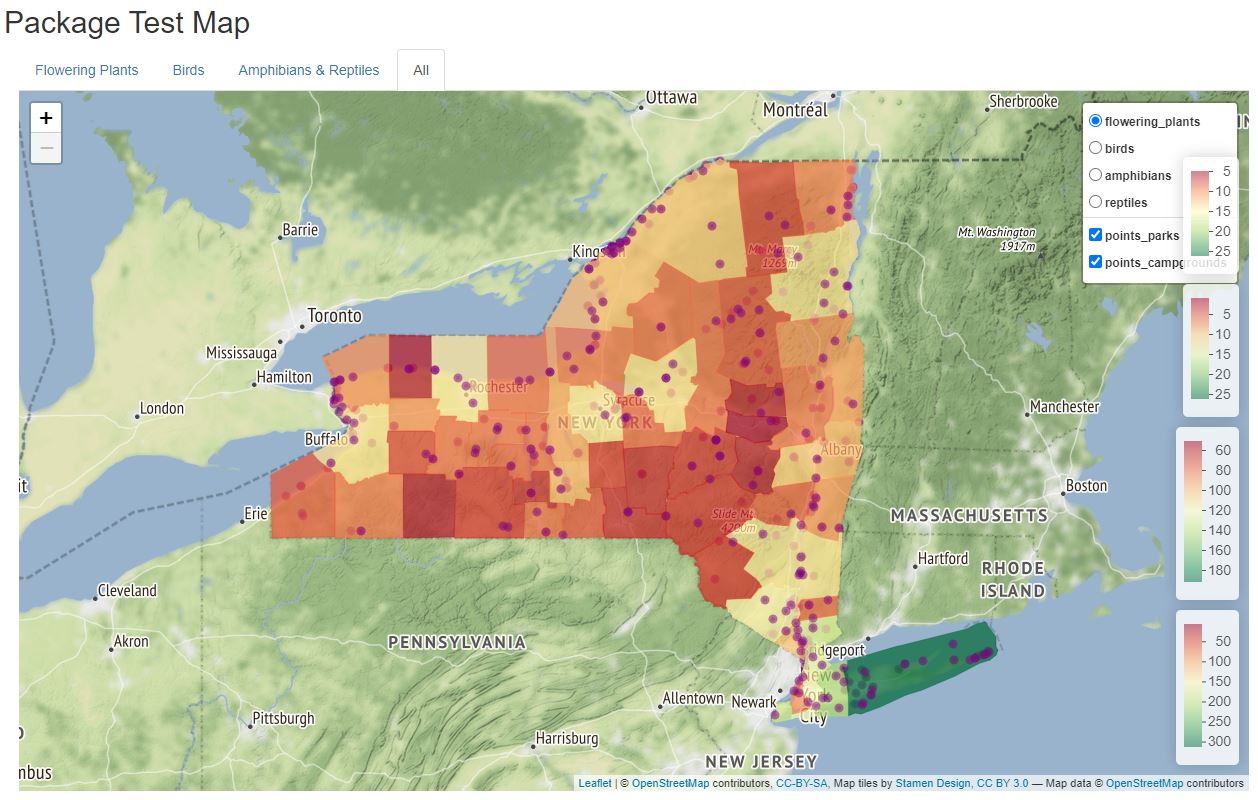 Package Test Map
Flowering Plants
Birds
Amphibians & Reptiles
All
+
−
Ottawa
Montréal
Sherbrooke
flowering_plants
birds
amphibians
reptiles
points_parks
points_campgrounds
5
10
15
20
25
5
10
15
20
25
60
80
100
120
140
160
180
50
100
150
200
250
300
Barrie
Mt. Washington
1917m
Mt. Marcy
1269m
Toronto
Mississauga
Hamilton
London
Rochester
Syracuse
NEW YORK
Manchester
Buffalo
Albany
Boston
Erie
Slide Mt.
4200m
MASSACHUSETTS
Hartford
RHODE
ISLAND
Cleveland
Akron
PENNSYLVANIA
Bridgeport
Allentown
Newark
New
York
City
Pittsburgh
Harrisburg
NEW JERSEY
Leaflet | © OpenStreetMap contributors, CC-BY-SA, Map tiles by Stamen Design, CC BY 3.0 — Map data © OpenStreetMap contributors